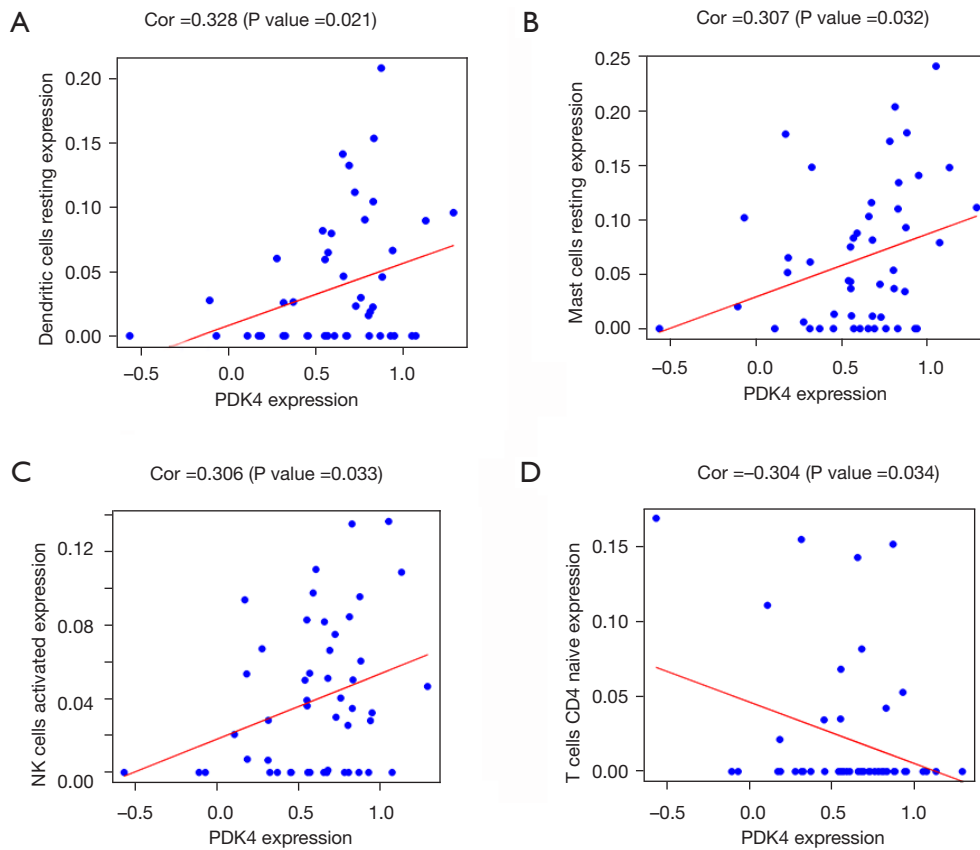 A
Cor =0.328 (P value =0.021)
Dendritic cells resting expression
0.20
0.15
0.10
0.05
0.00
−0.5
0.0
0.5
1.0
PDK4 expression
B
Cor =0.307 (P value =0.032)
Mast cells resting expression
0.25
0.20
0.15
0.10
0.05
0.00
−0.5
0.0
0.5
1.0
PDK4 expression
C
Cor =0.306 (P value =0.033)
NK cells activated expression
0.12
0.08
0.04
0.00
−0.5
0.0
0.5
1.0
PDK4 expression
D
Cor =−0.304 (P value =0.034)
T cells CD4 naive expression
0.15
0.10
0.05
0.00
−0.5
0.0
0.5
1.0
PDK4 expression